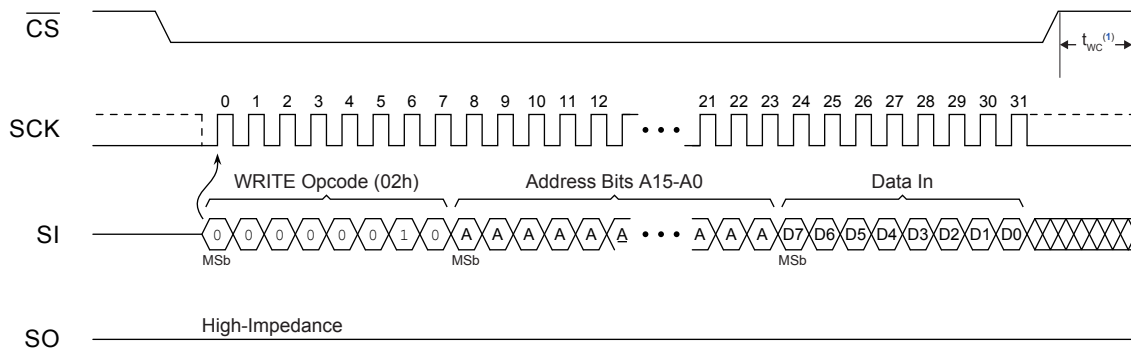 CS
tWC(1)
0 1 2 3 4 5 6 7 8 9 10 11 12 21 22 23 24 25 26 27 28 29 30 31
SCK
WRITE Opcode (02h) Address Bits A15-A0 Data In
SI 0 0 0 0 0 0 1 0 A A A A A A A A A D7 D6 D5 D4 D3 D2 D1 D0
MSb MSb MSb
High-Impedance
SO